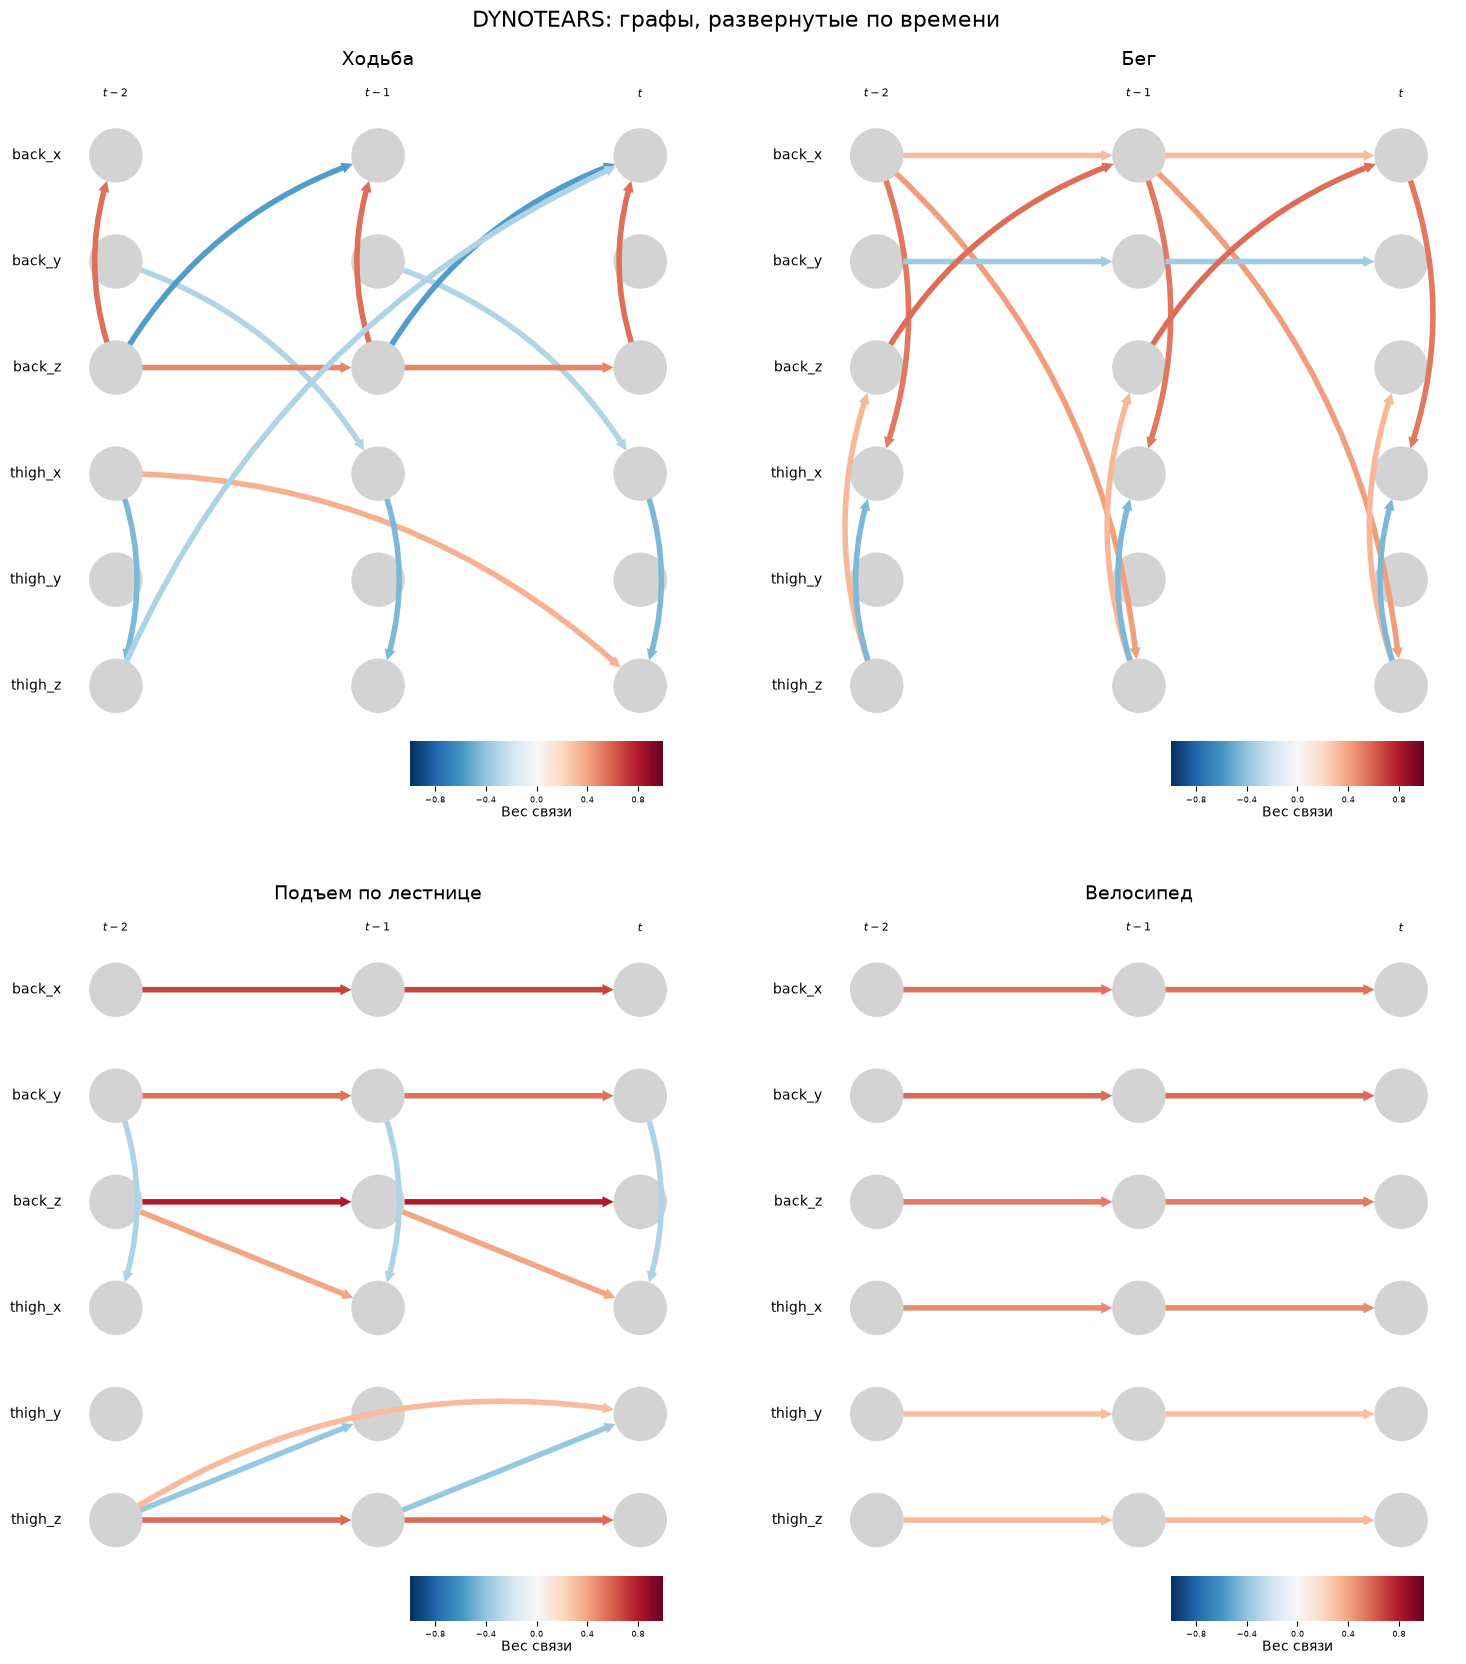 DYNOTEARS: графы, развернутые по времени
Ходьба
t − 2
t − 1
t
back_x
back_y
back_z
thigh_x
thigh_y
thigh_z
−0.8
−0.4
0.0
0.4
0.8
Вес связи
Бег
t − 2
t − 1
t
back_x
back_y
back_z
thigh_x
thigh_y
thigh_z
−0.8
−0.4
0.0
0.4
0.8
Вес связи
Подъем по лестнице
t − 2
t − 1
t
back_x
back_y
back_z
thigh_x
thigh_y
thigh_z
−0.8
−0.4
0.0
0.4
0.8
Вес связи
Велосипед
t − 2
t − 1
t
back_x
back_y
back_z
thigh_x
thigh_y
thigh_z
−0.8
−0.4
0.0
0.4
0.8
Вес связи